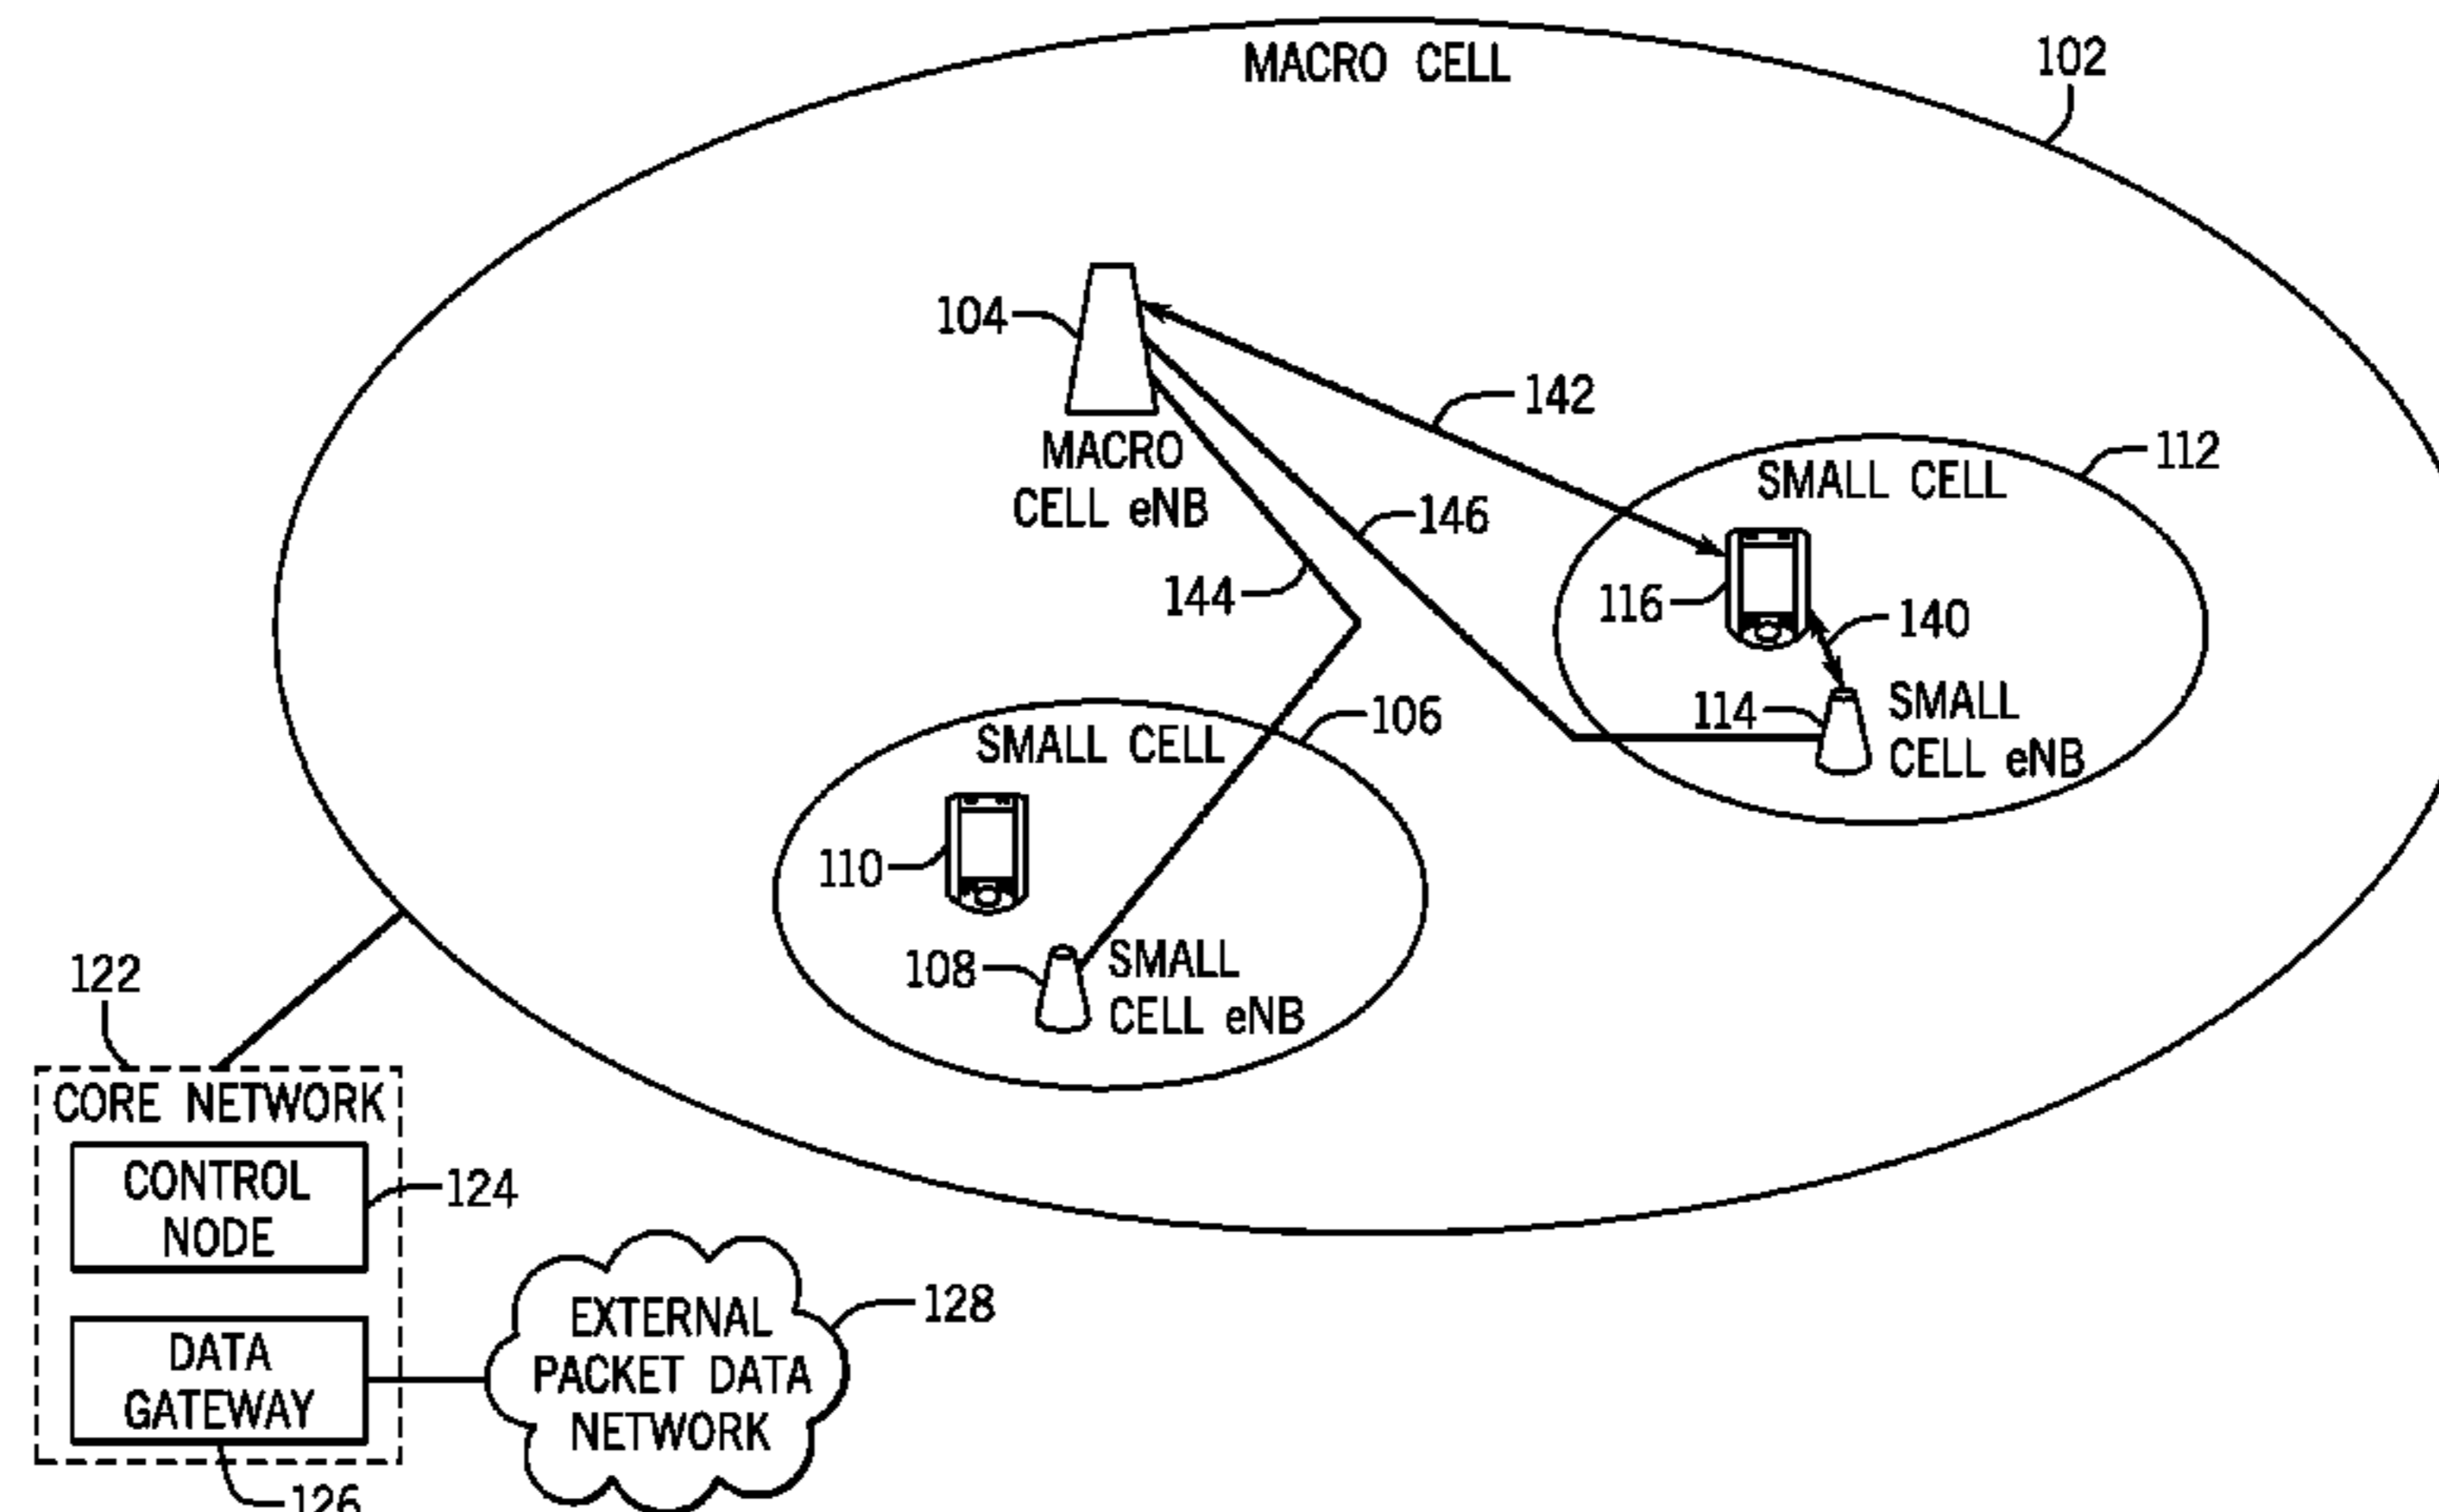 MACRO CELL
102
104
142
MACRO
CELL eNB
112
SMALL CELL
146
144
116
140
114
SMALL
CELL eNB
106
SMALL CELL
110
108
SMALL
CELL eNB
122
CORE NETWORK
CONTROL
NODE
124
128
EXTERNAL
PACKET DATA
NETWORK
DATA
GATEWAY
126